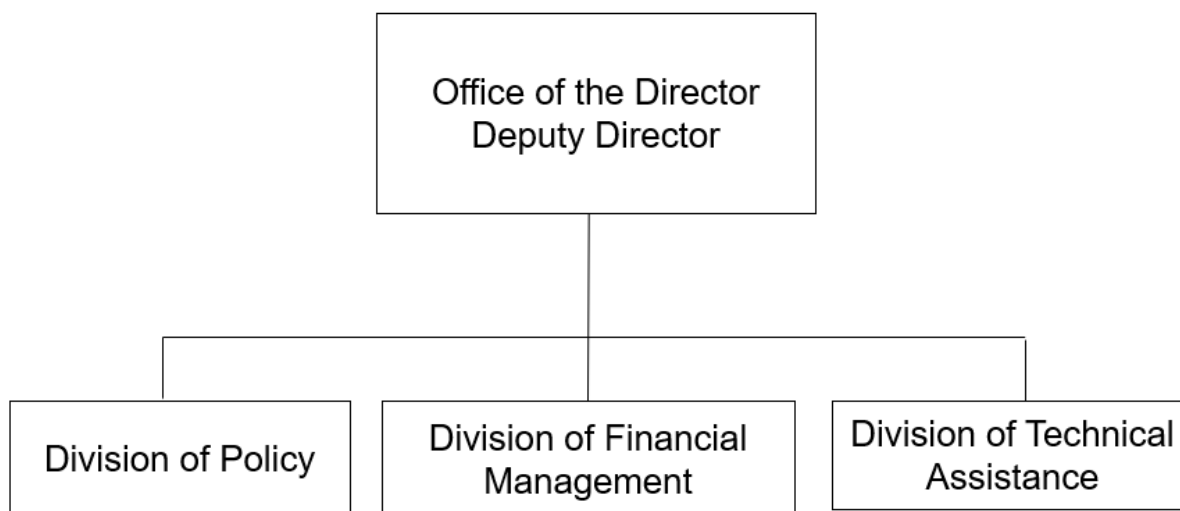 Office of the Director
Deputy Director
Division of Policy
Division of Financial
Management
Division of Technical
Assistance